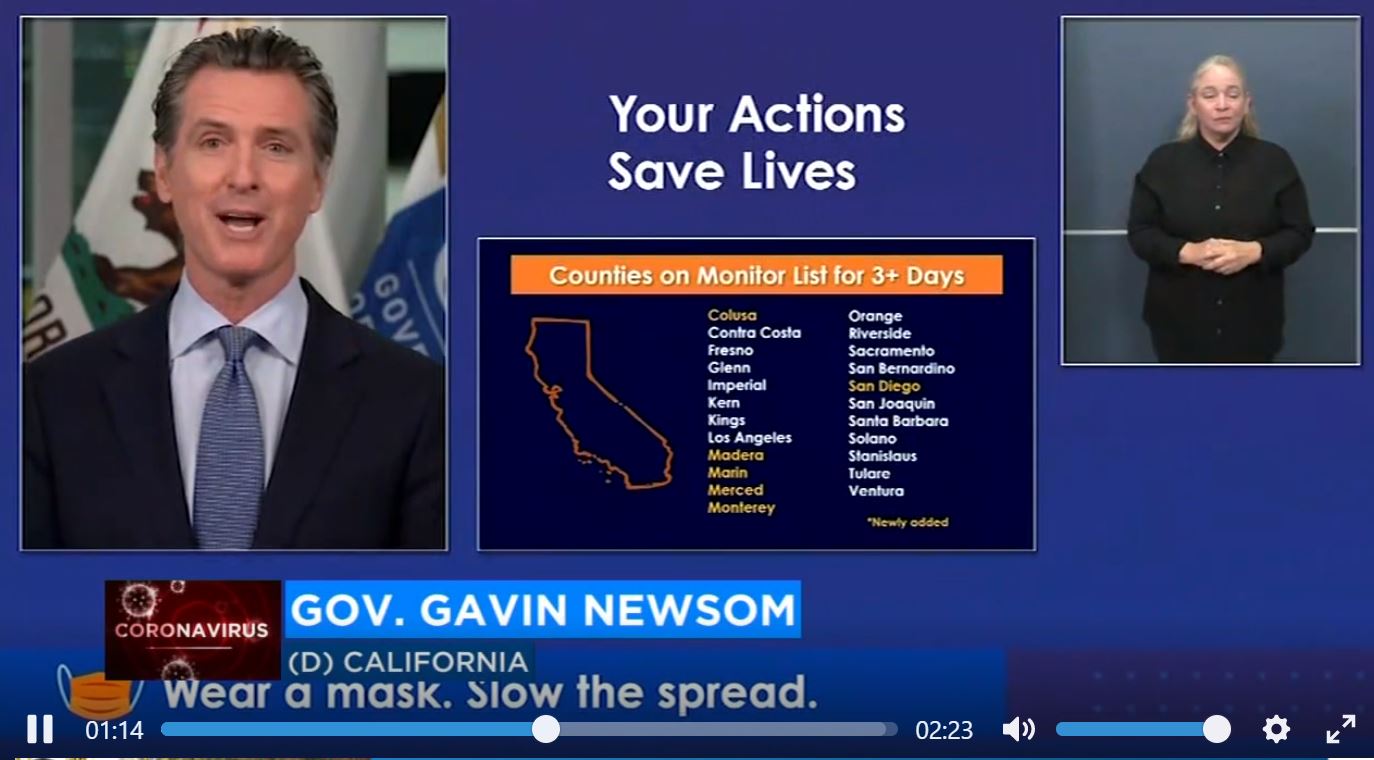 Your Actions
Save Lives
Counties on Monitor List for 3+ Days
Colusa
Contra Costa
Fresno
Glenn
Imperial
Kern
Kings
Los Angeles
Madera
Marin
Merced
Monterey
Orange
Riverside
Sacramento
San Bernardino
San Diego
San Joaquin
Santa Barbara
Solano
Stanislaus
Tulare
Ventura
*Newly added
CORONAVIRUS
GOV. GAVIN NEWSOM
(D) CALIFORNIA
Wear a mask. Slow the spread.
01:14
02:23